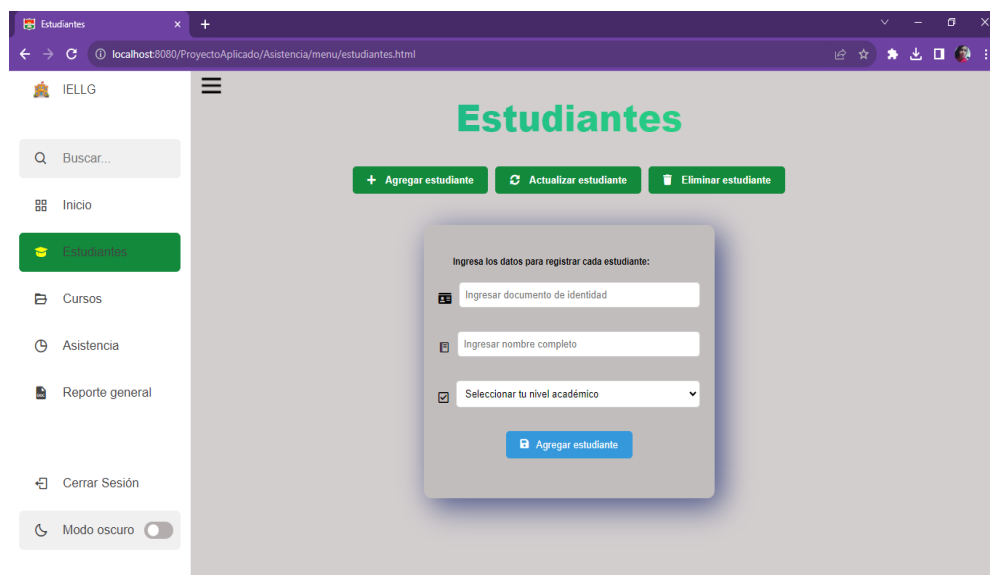 Estudiantes
localhost:8080/ProyectoAplicado/Asistencia/menu/estudiantes.html
IELLG
Buscar...
Inicio
Estudiantes
Cursos
Asistencia
Reporte general
Cerrar Sesión
Modo oscuro
Estudiantes
Agregar estudiante
Actualizar estudiante
Eliminar estudiante
Ingresa los datos para registrar cada estudiante:
Ingresar documento de identidad
Ingresar nombre completo
Seleccionar tu nivel académico
Agregar estudiante